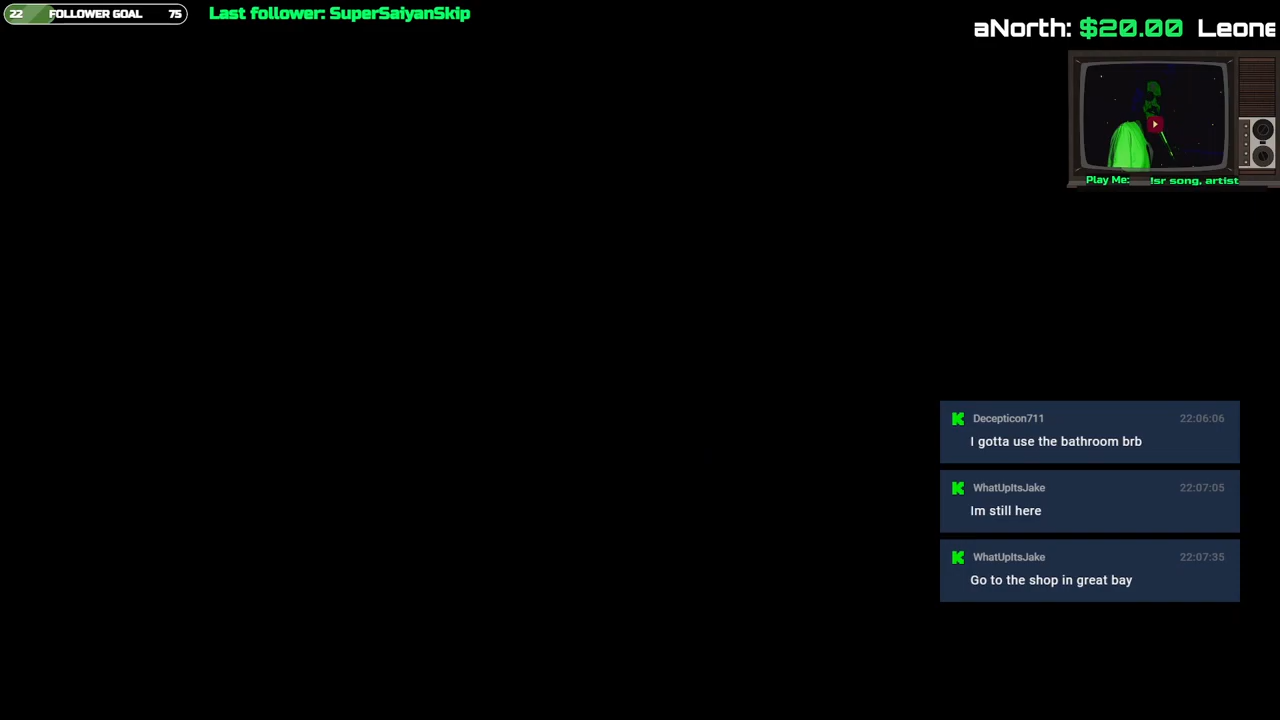 22 FOLLOWER GOAL 75
Last follower: SuperSaiyanSkip
aNorth: $20.00 Leone
Play Me: !sr song, artist
Decepticon711 22:06:06
I gotta use the bathroom brb
WhatUpItsJake 22:07:05
Im still here
WhatUpItsJake 22:07:35
Go to the shop in great bay